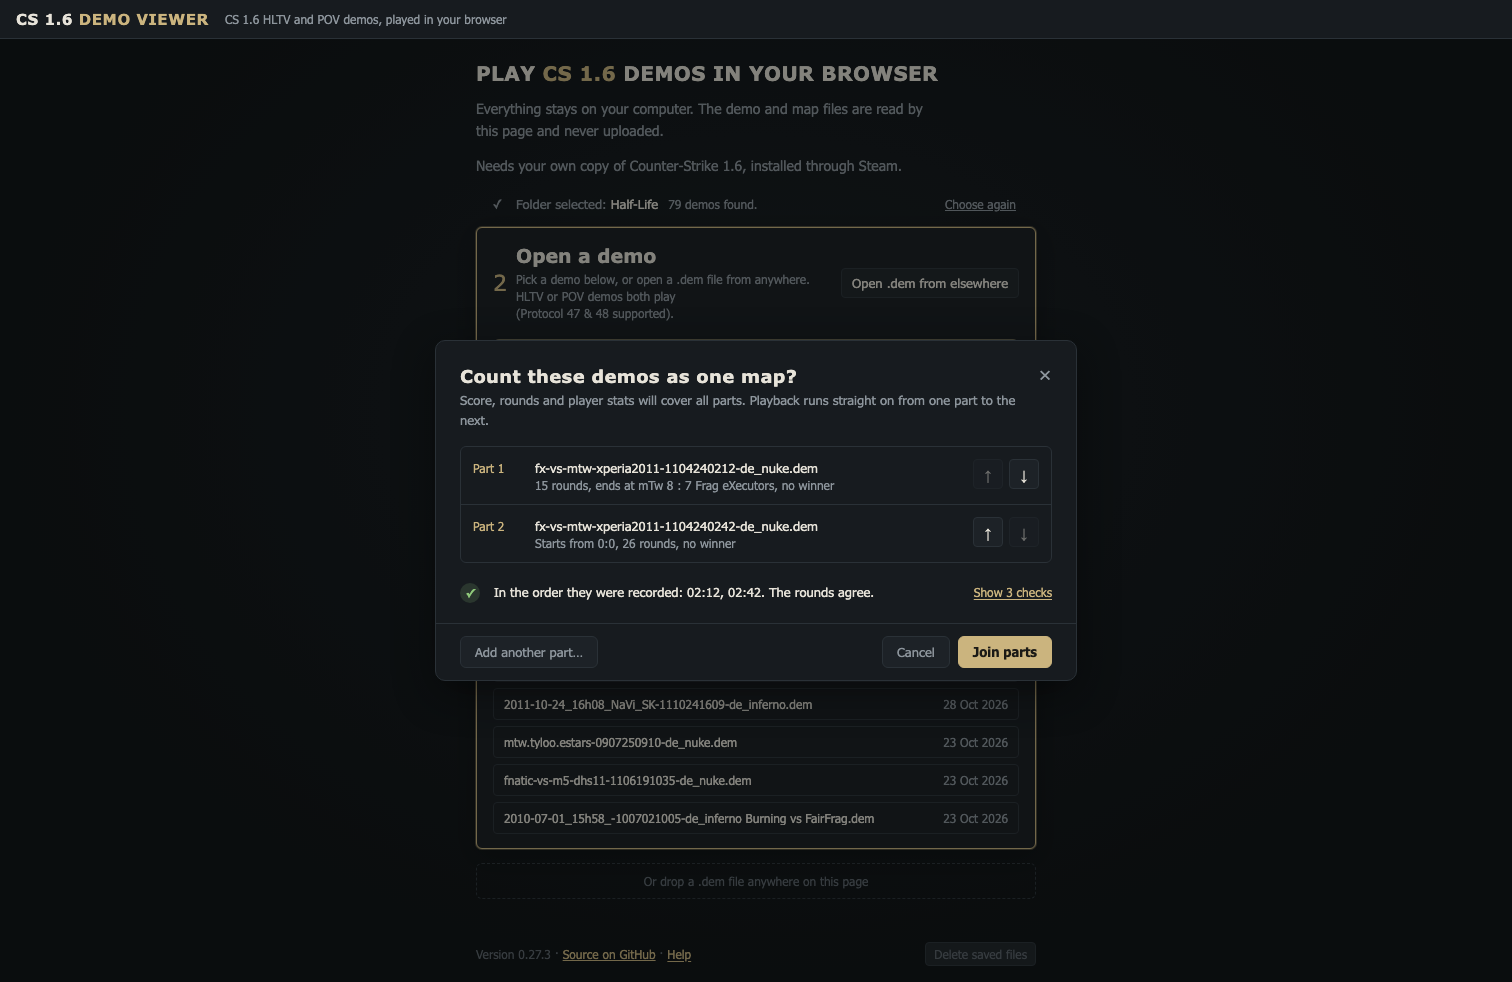 CS 1.6 DEMO VIEWER CS 1.6 HLTV and POV demos, played in your browser
PLAY CS 1.6 DEMOS IN YOUR BROWSER
Everything stays on your computer. The demo and map files are read by
this page and never uploaded.
Needs your own copy of Counter-Strike 1.6, installed through Steam.
✓ Folder selected: Half-Life 79 demos found. Choose again
2
Open a demo
Pick a demo below, or open a .dem file from anywhere.
HLTV or POV demos both play
(Protocol 47 & 48 supported).
Open .dem from elsewhere
Count these demos as one map? ✕
Score, rounds and player stats will cover all parts. Playback runs straight on from one part to the
next.
Part 1 fx-vs-mtw-xperia2011-1104240212-de_nuke.dem ↑ ↓
15 rounds, ends at mTw 8 : 7 Frag eXecutors, no winner
Part 2 fx-vs-mtw-xperia2011-1104240242-de_nuke.dem ↑ ↓
Starts from 0:0, 26 rounds, no winner
✓ In the order they were recorded: 02:12, 02:42. The rounds agree. Show 3 checks
Add another part... Cancel Join parts
2011-10-24_16h08_NaVi_SK-1110241609-de_inferno.dem 28 Oct 2026
mtw.tyloo.estars-0907250910-de_nuke.dem 23 Oct 2026
fnatic-vs-m5-dhs11-1106191035-de_nuke.dem 23 Oct 2026
2010-07-01_15h58_-1007021005-de_inferno Burning vs FairFrag.dem 23 Oct 2026
Or drop a .dem file anywhere on this page
Version 0.27.3 · Source on GitHub · Help Delete saved files